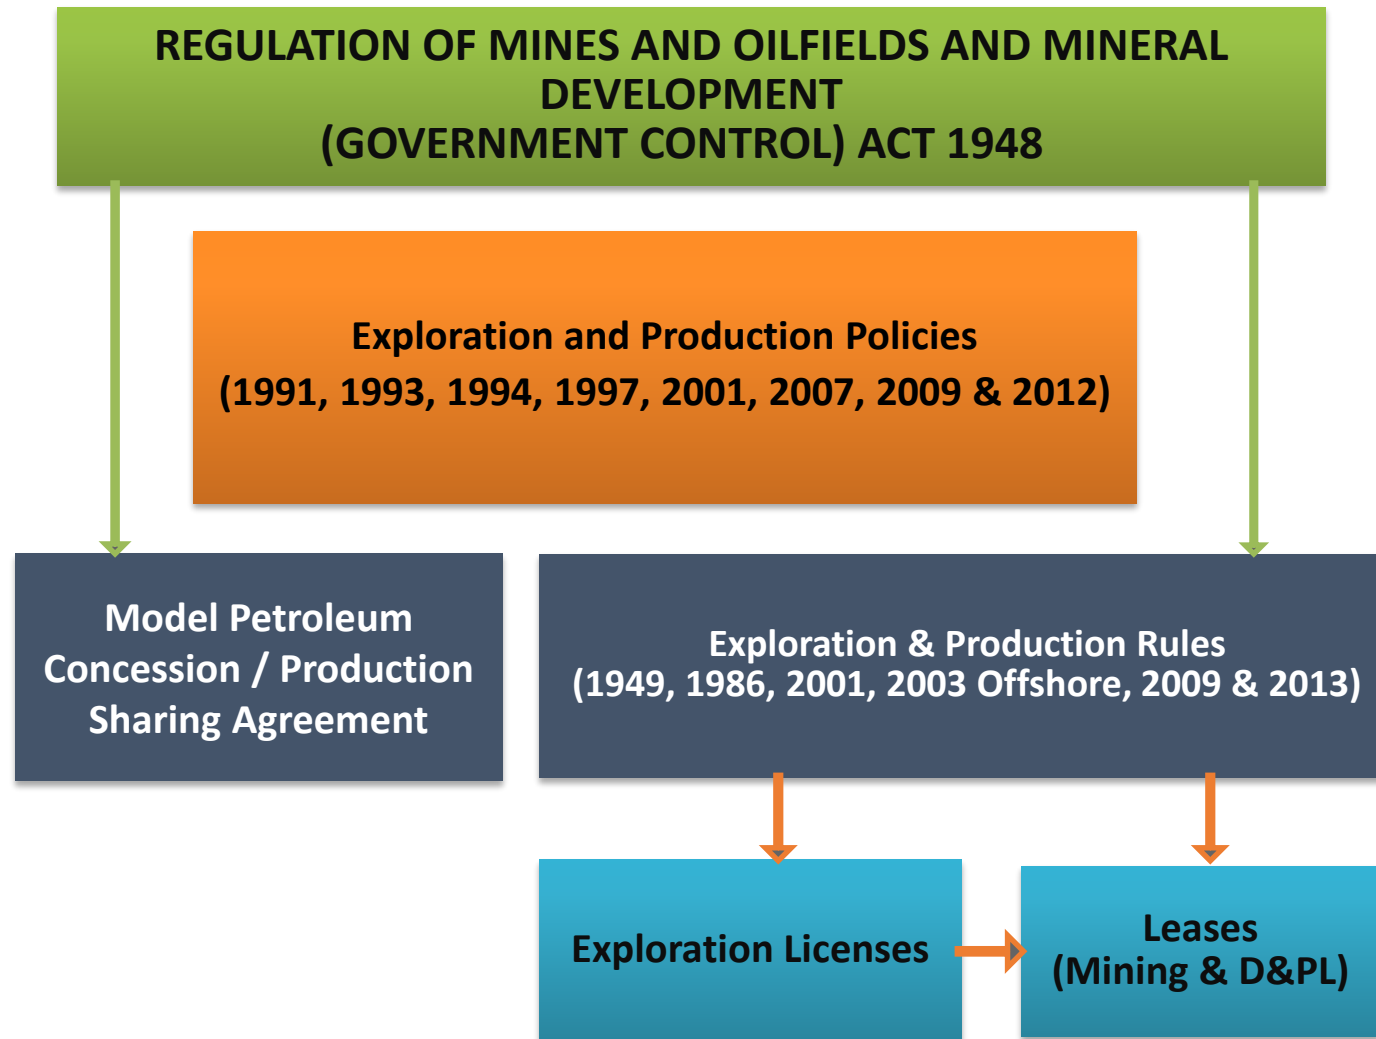 REGULATION OF MINES AND OILFIELDS AND MINERAL
DEVELOPMENT
(GOVERNMENT CONTROL) ACT 1948
Exploration and Production Policies
(1991, 1993, 1994, 1997, 2001, 2007, 2009 & 2012)
Model Petroleum
Concession / Production
Sharing Agreement
Exploration & Production Rules
(1949, 1986, 2001, 2003 Offshore, 2009 & 2013)
Exploration Licenses
Leases
(Mining & D&PL)